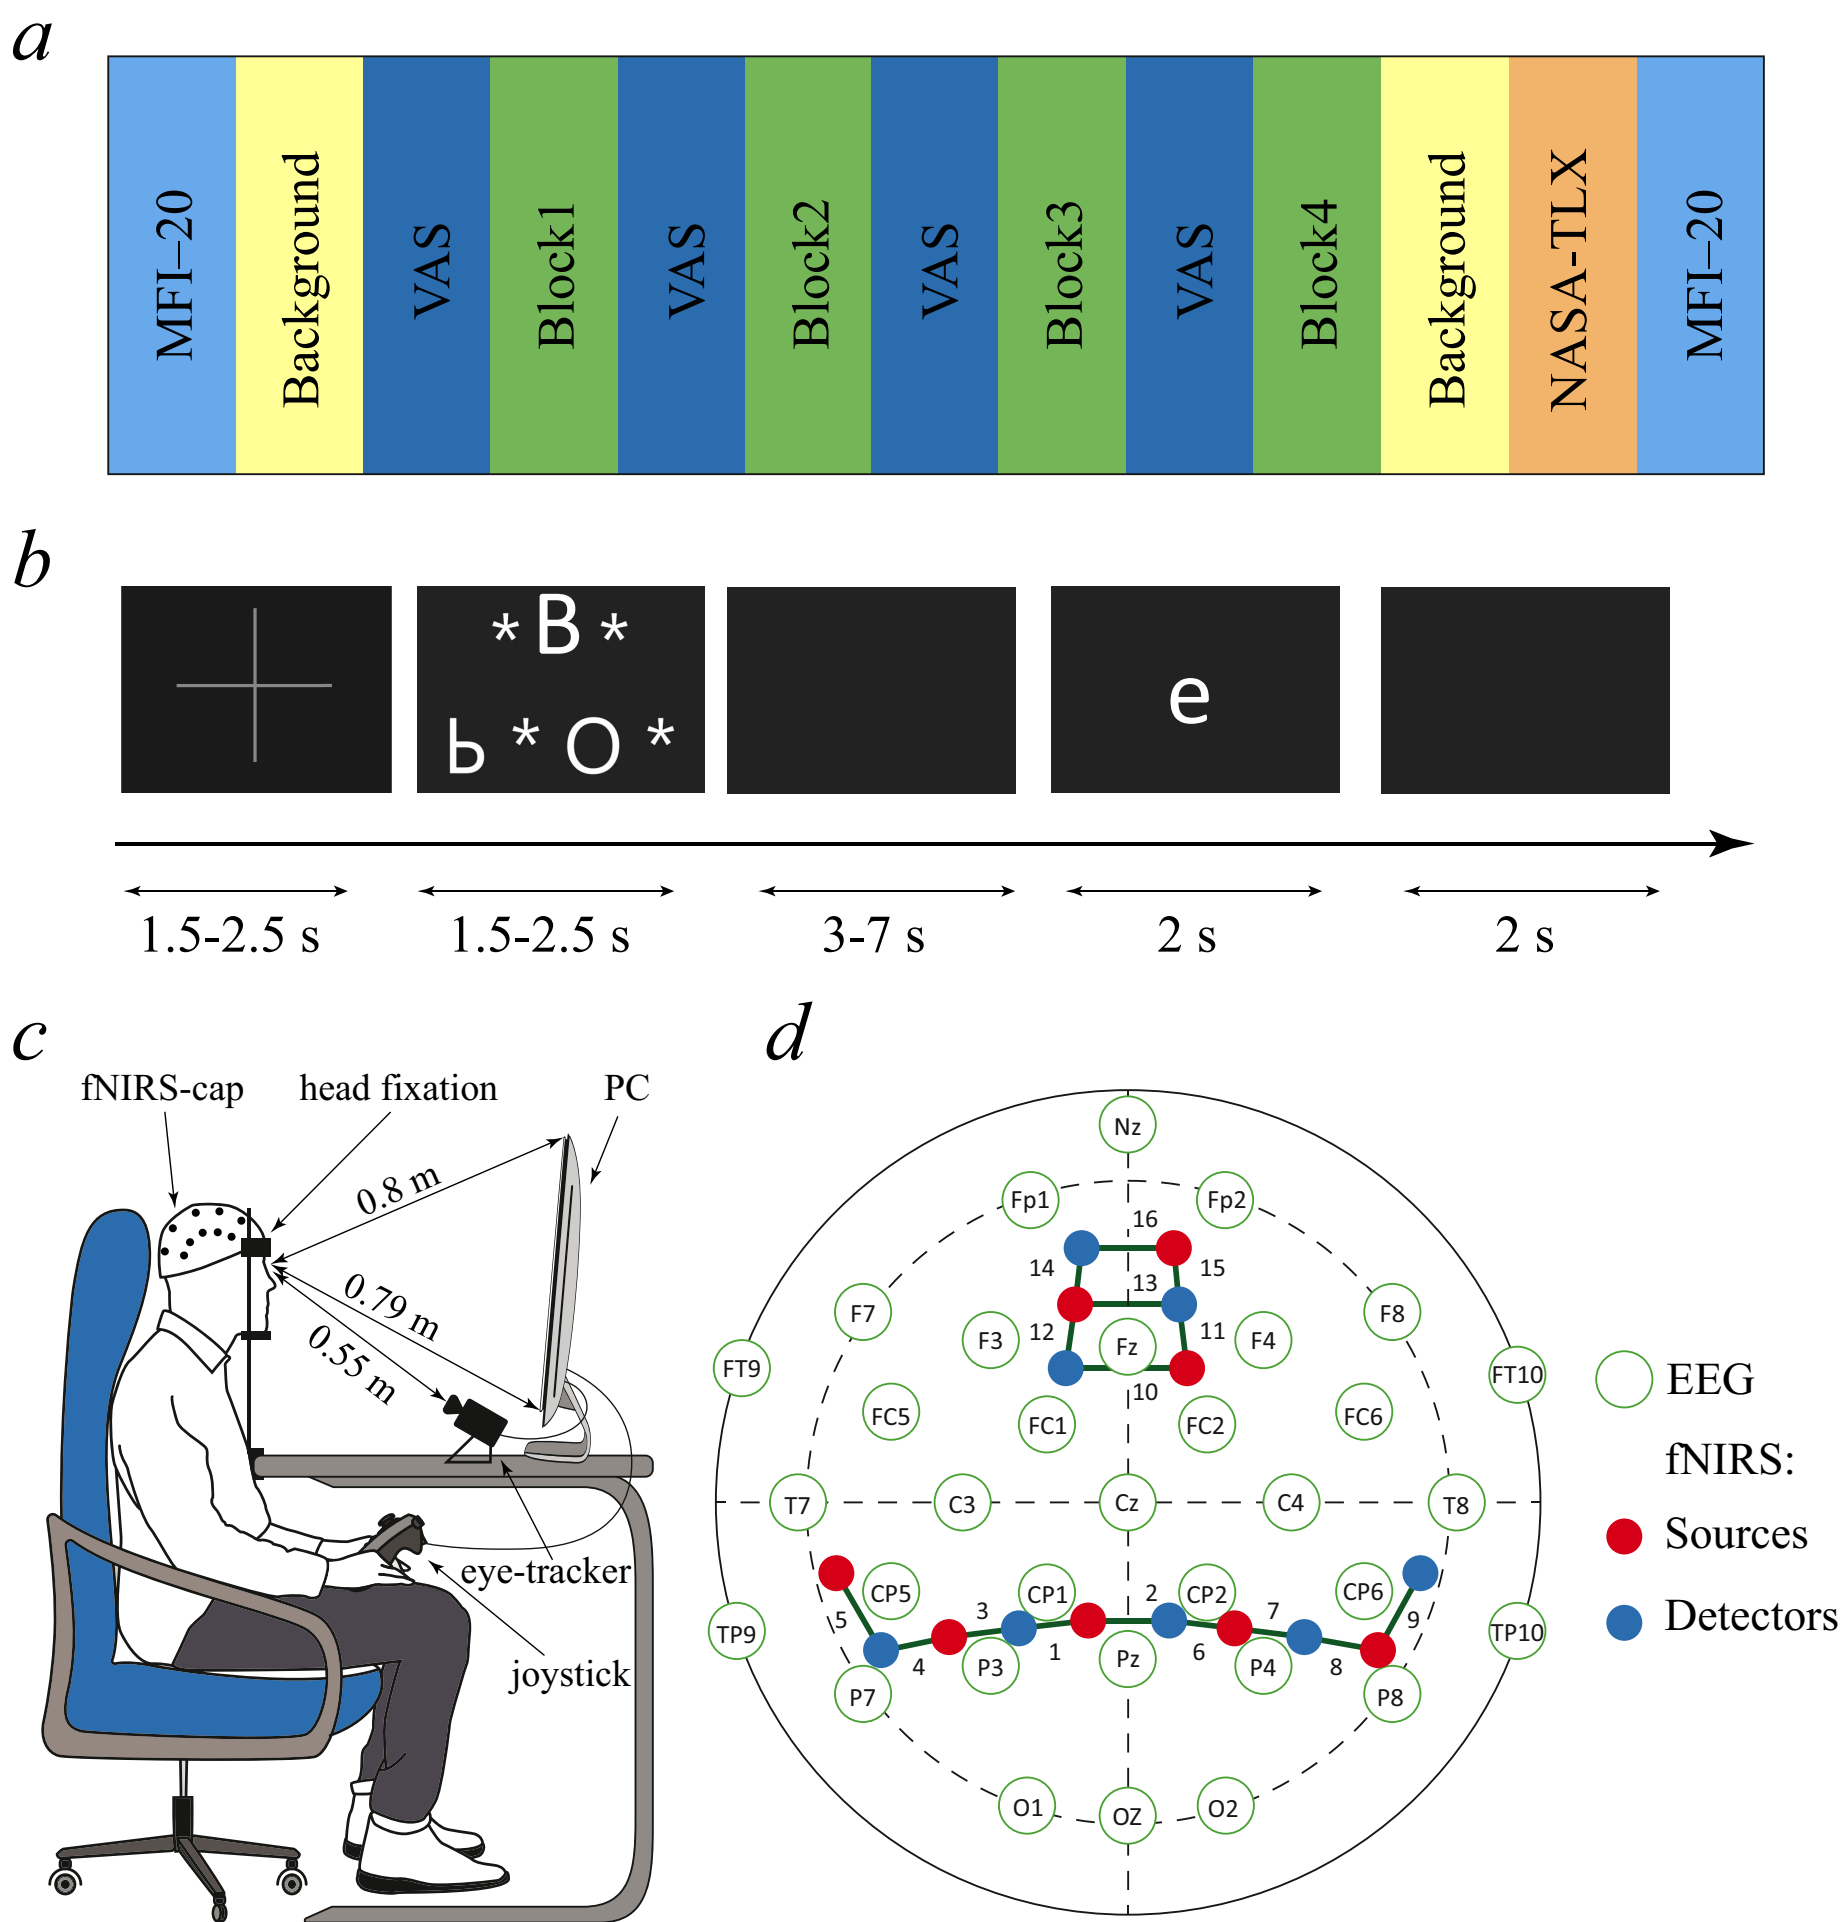 a
MFI–20
Background
VAS
Block1
VAS
Block2
VAS
Block3
VAS
Block4
Background
NASA-TLX
MFI–20
b
* B *
Ь * O *
e
1.5-2.5 s
1.5-2.5 s
3-7 s
2 s
2 s
c
fNIRS-cap
head fixation
PC
0.8 m
0.79 m
0.55 m
eye-tracker
joystick
d
Nz
Fp1
Fp2
16
14
13
15
F7
F8
12
11
F3
Fz
F4
FT9
FT10
10
FC5
FC1
FC2
FC6
T7
C3
Cz
C4
T8
CP5
CP1
CP2
CP6
5
3
2
7
9
TP9
TP10
4
P3
1
Pz
6
P4
8
P7
P8
O1
OZ
O2
EEG
fNIRS:
Sources
Detectors